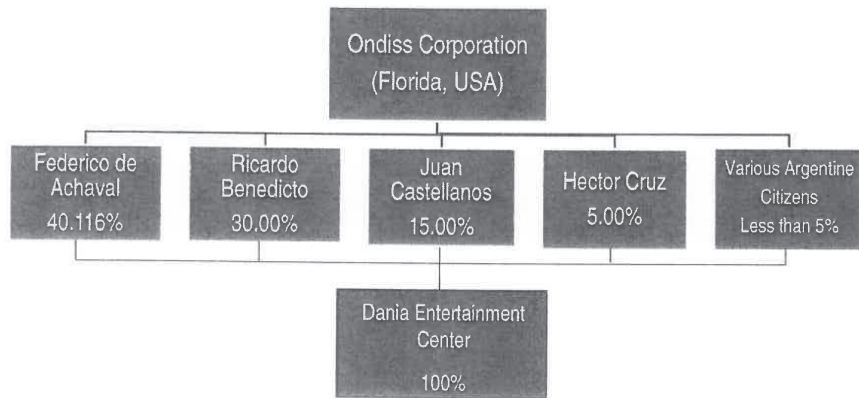 Ondiss Corporation
(Florida, USA)
Federico de
Achaval
40.116%
Ricardo
Benedicto
30.00%
Juan
Castellanos
15.00%
Hector Cruz
5.00%
Various Argentine
Citizens
Less than 5%
Dania Entertainment
Center
100%